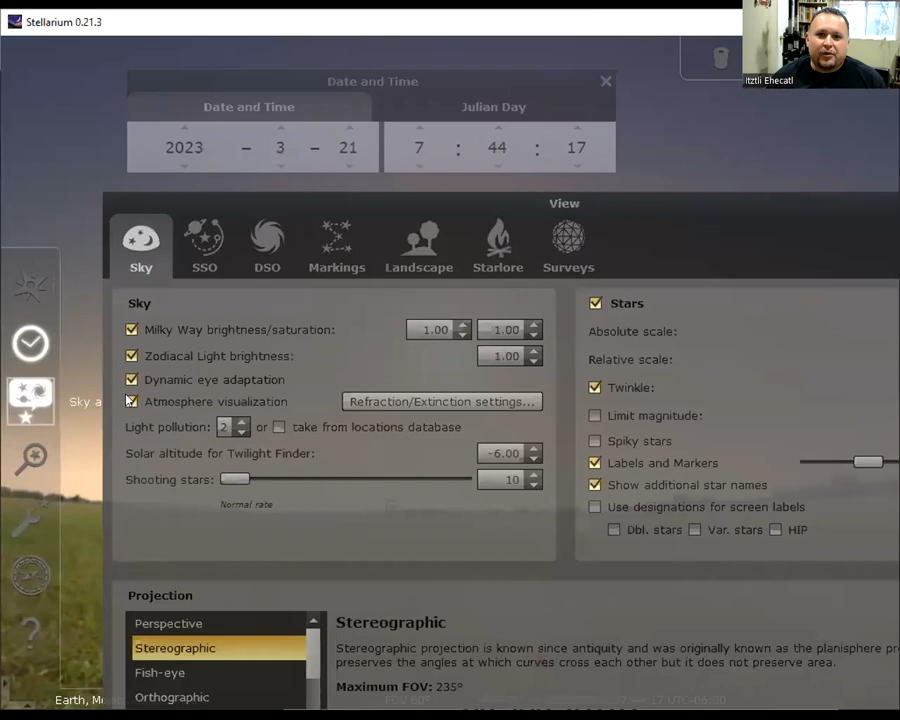 Stellarium 0.21.3
Itztli Ehecatl
Date and Time
Date and Time
Julian Day
2023 - 3 - 21
7 : 44 : 17
View
Sky
SSO
DSO
Markings
Landscape
Starlore
Surveys
Sky
Milky Way brightness/saturation: 1.00 1.00
Zodiacal Light brightness: 1.00
Dynamic eye adaptation
Sky a
Atmosphere visualization Refraction/Extinction settings...
Light pollution: 2 or take from locations database
Solar altitude for Twilight Finder: -6.00
Shooting stars: 10
Normal rate
Stars
Absolute scale:
Relative scale:
Twinkle:
Limit magnitude:
Spiky stars
Labels and Markers
Show additional star names
Use designations for screen labels
Dbl. stars Var. stars HIP
Projection
Perspective
Stereographic
Fish-eye
Orthographic
Stereographic
Stereographic projection is known since antiquity and was originally known as the planisphere pr
preserves the angles at which curves cross each other but it does not preserve area.
Maximum FOV: 235°
Earth, Me
FOV 60°
17 UTC-06:00